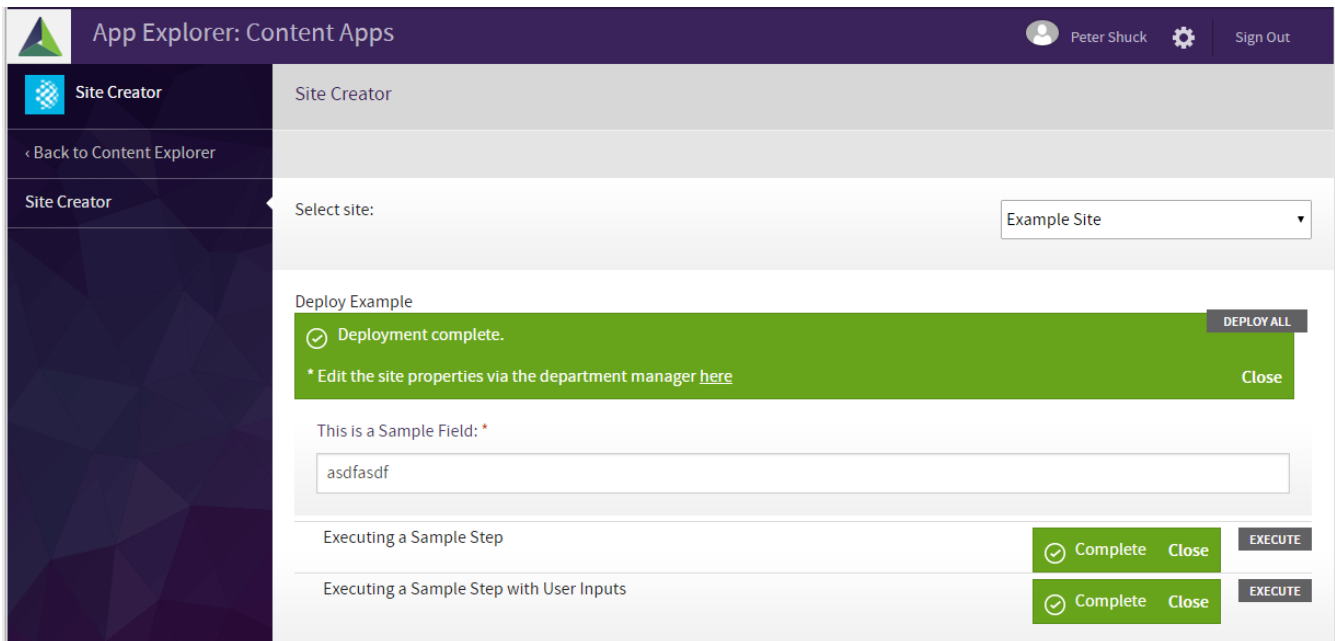 App Explorer: Content Apps
Peter Shuck
Sign Out
Site Creator
Site Creator
‹ Back to Content Explorer
Site Creator
Select site:
Example Site
Deploy Example
DEPLOY ALL
Deployment complete.
* Edit the site properties via the department manager here
Close
This is a Sample Field: *
asdfasdf
Executing a Sample Step
Complete Close
EXECUTE
Executing a Sample Step with User Inputs
Complete Close
EXECUTE